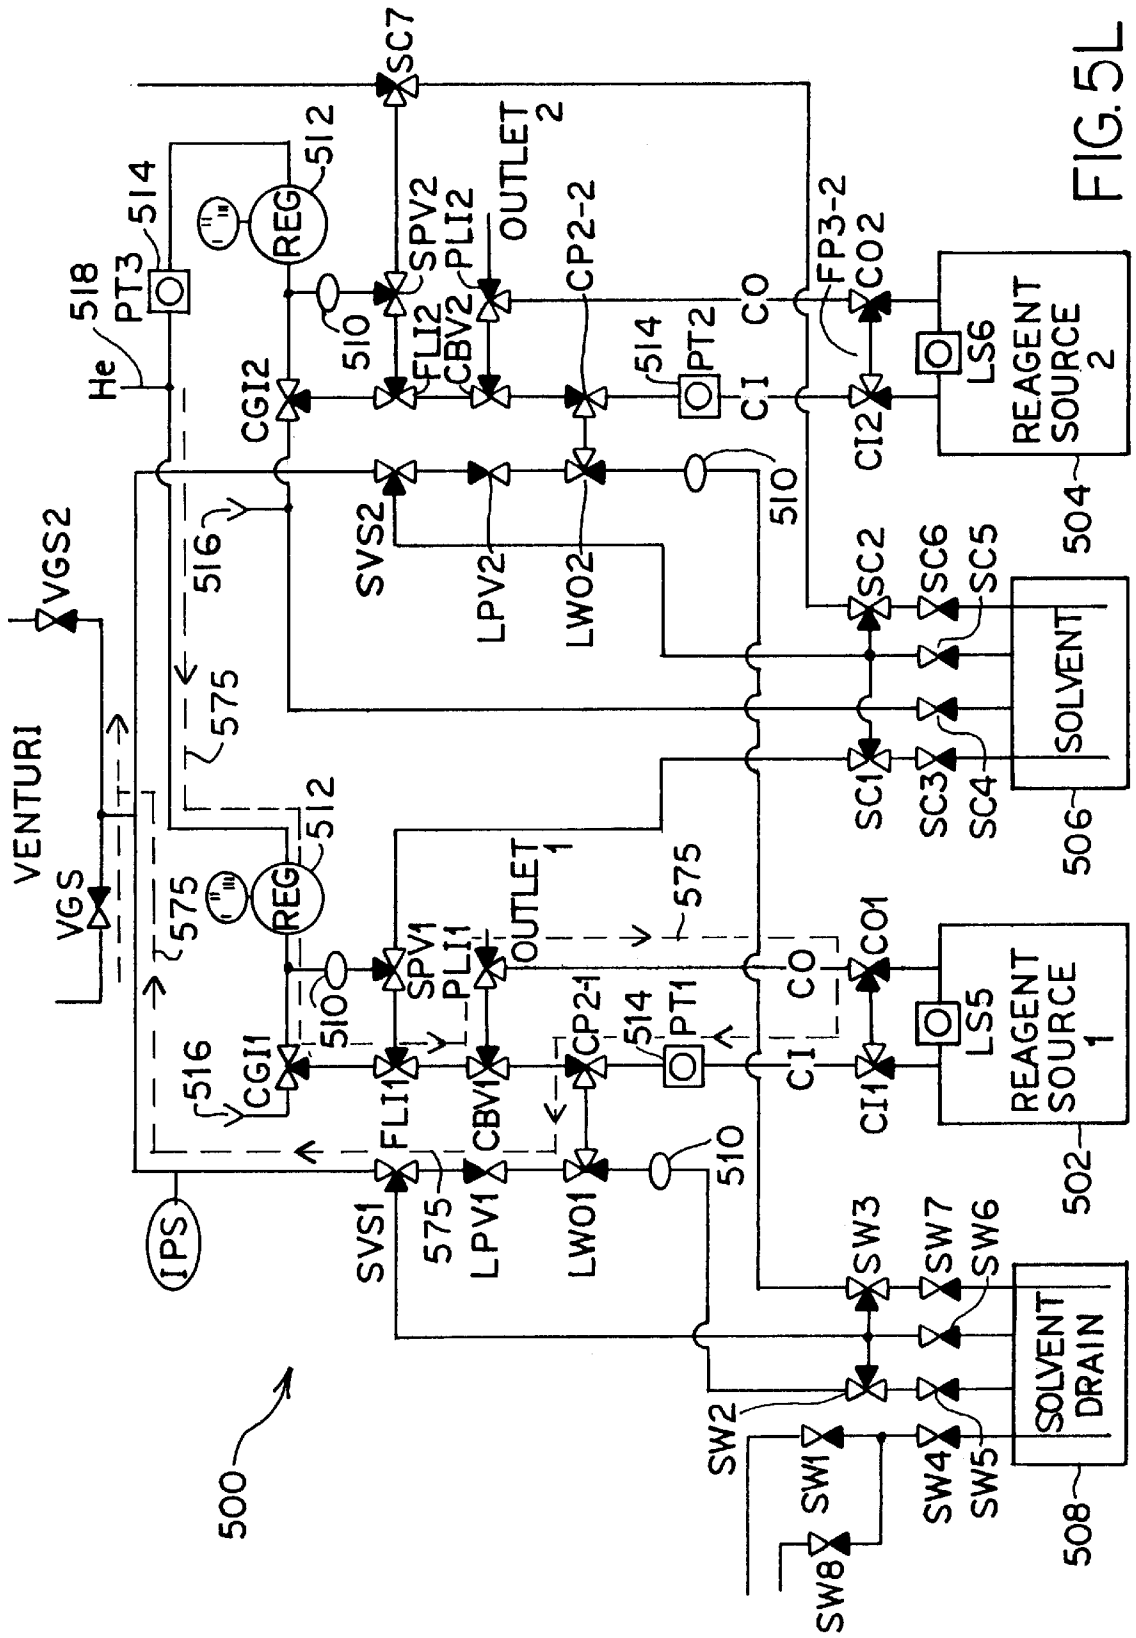 FIG. 5L
500
VENTURI
VGS
VGS2
He
518
PT3
514
512
REG
CGI2
516
510
SC7
SPV2
FLI2
PLI2
CBV2
OUTLET
2
CP2-2
514
PT2
CI
CO
FP3-2
CI2
CO2
LS6
REAGENT
SOURCE
2
504
SVS2
LPV2
LWO2
510
575
575
575
575
IPS
516
CGI1
512
REG
510
SPV1
FLI1
PLI1
CBV1
OUTLET
1
SVS1
LPV1
LWO1
CP2-1
514
PT1
510
CI
CO
CI1
CO1
LS5
REAGENT
SOURCE
1
502
SC1
SC2
SC3
SC4
SC5
SC6
SOLVENT
506
SW1
SW2
SW3
SW4
SW5
SW6
SW7
SW8
SOLVENT
DRAIN
508